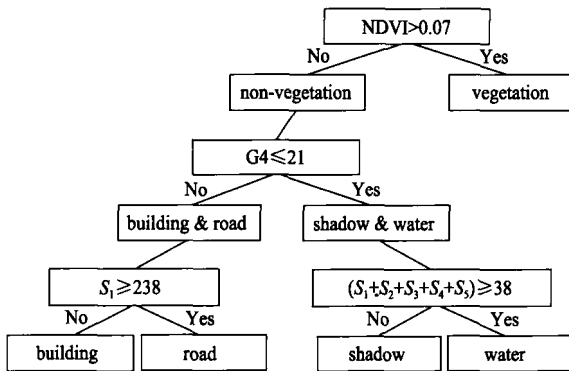 NDVI>0.07
No Yes
non-vegetation vegetation
G4≤21
No Yes
building & road shadow & water
S₁≥238 (S₁+S₂+S₃+S₄+S₅)≥38
No Yes No Yes
building road shadow water